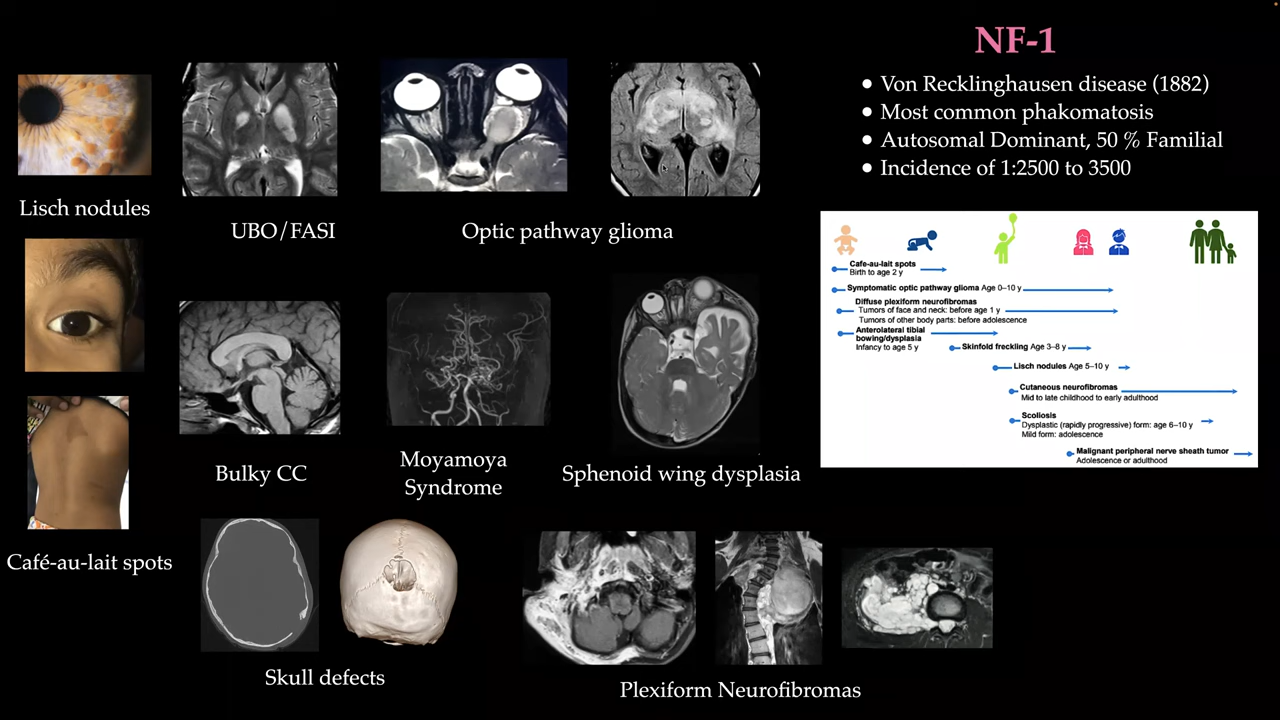 NF-1
• Von Recklinghausen disease (1882)
• Most common phakomatosis
• Autosomal Dominant, 50 % Familial
• Incidence of 1:2500 to 3500
Lisch nodules
UBO/FASI
Optic pathway glioma
Bulky CC
Moyamoya
Syndrome
Sphenoid wing dysplasia
Café-au-lait spots
Skull defects
Plexiform Neurofibromas
Cafe-au-lait spots
Birth to age 2 y
Symptomatic optic pathway glioma Age 0–10 y
Diffuse plexiform neurofibromas
Tumors of face and neck: before age 1 y
Tumors of other body parts: before adolescence
Anterolateral tibial
bowing/dysplasia
Infancy to age 5 y
Skinfold freckling Age 3–8 y
Lisch nodules Age 5–10 y
Cutaneous neurofibromas
Mid to late childhood to early adulthood
Scoliosis
Dysplastic (rapidly progressive) form: age 6–10 y
Mild form: adolescence
Malignant peripheral nerve sheath tumor
Adolescence or adulthood